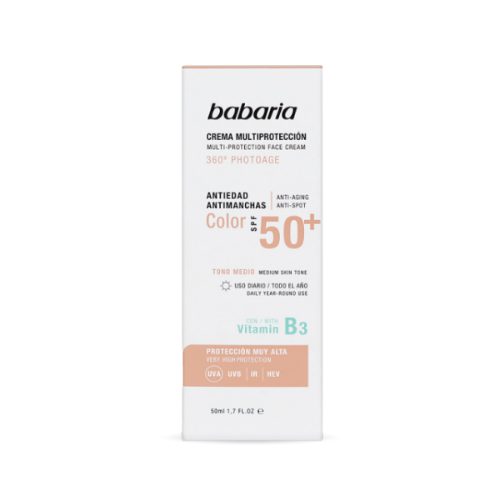 babaria
CREMA MULTIPROTECCIÓN
MULTI-PROTECTION FACE CREAM
360º PHOTOAGE
ANTIEDAD
ANTIMANCHAS
ANTI-AGING
ANTI-SPOT
Color SPF 50+
TONO MEDIO MEDIUM SKIN TONE
USO DIARIO / TODO EL AÑO
DAILY YEAR-ROUND USE
CON / WITH
Vitamin B3
PROTECCIÓN MUY ALTA
VERY HIGH PROTECTION
UVA UVB IR HEV
50ml 1,7 FL.OZ ℮